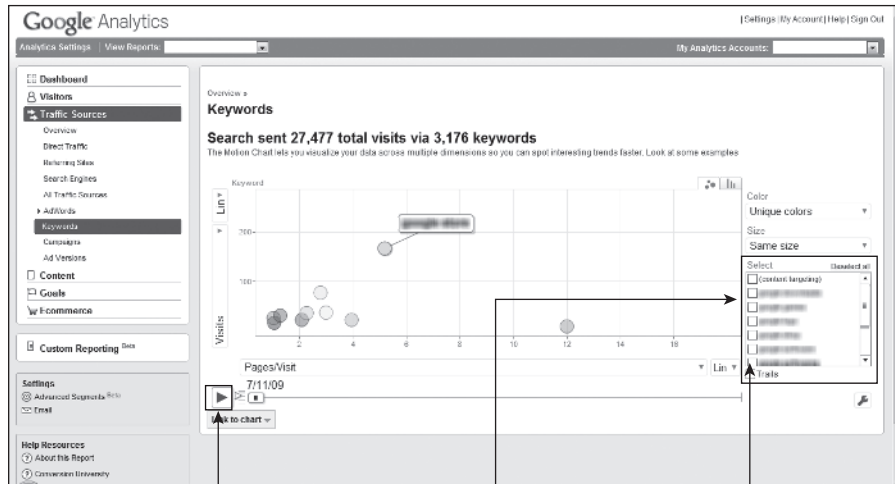 Google Analytics
Settings | My Account | Help | Sign Out
Analytics Settings | View Reports:
My Analytics Accounts:
Dashboard
Visitors
Traffic Sources
Overview
Direct Traffic
Referring Sites
Search Engines
All Traffic Sources
AdWords
Keywords
Campaigns
Ad Versions
Content
Goals
Ecommerce
Custom Reporting Beta
Settings
Advanced Segments Beta
Email
Help Resources
About this Report
Conversion University
Overview »
Keywords
Search sent 27,477 total visits via 3,176 keywords
The Motion Chart lets you visualize your data across multiple dimensions so you can spot interesting trends faster. Look at some examples
Keyword
Lin
Visits
200
100
2 4 6 8 10 12 14 16
Pages/Visit
Lin
7/11/09
Link to chart
Color
Unique colors
Size
Same size
Select
Deselect all
(content targeting)
Trails